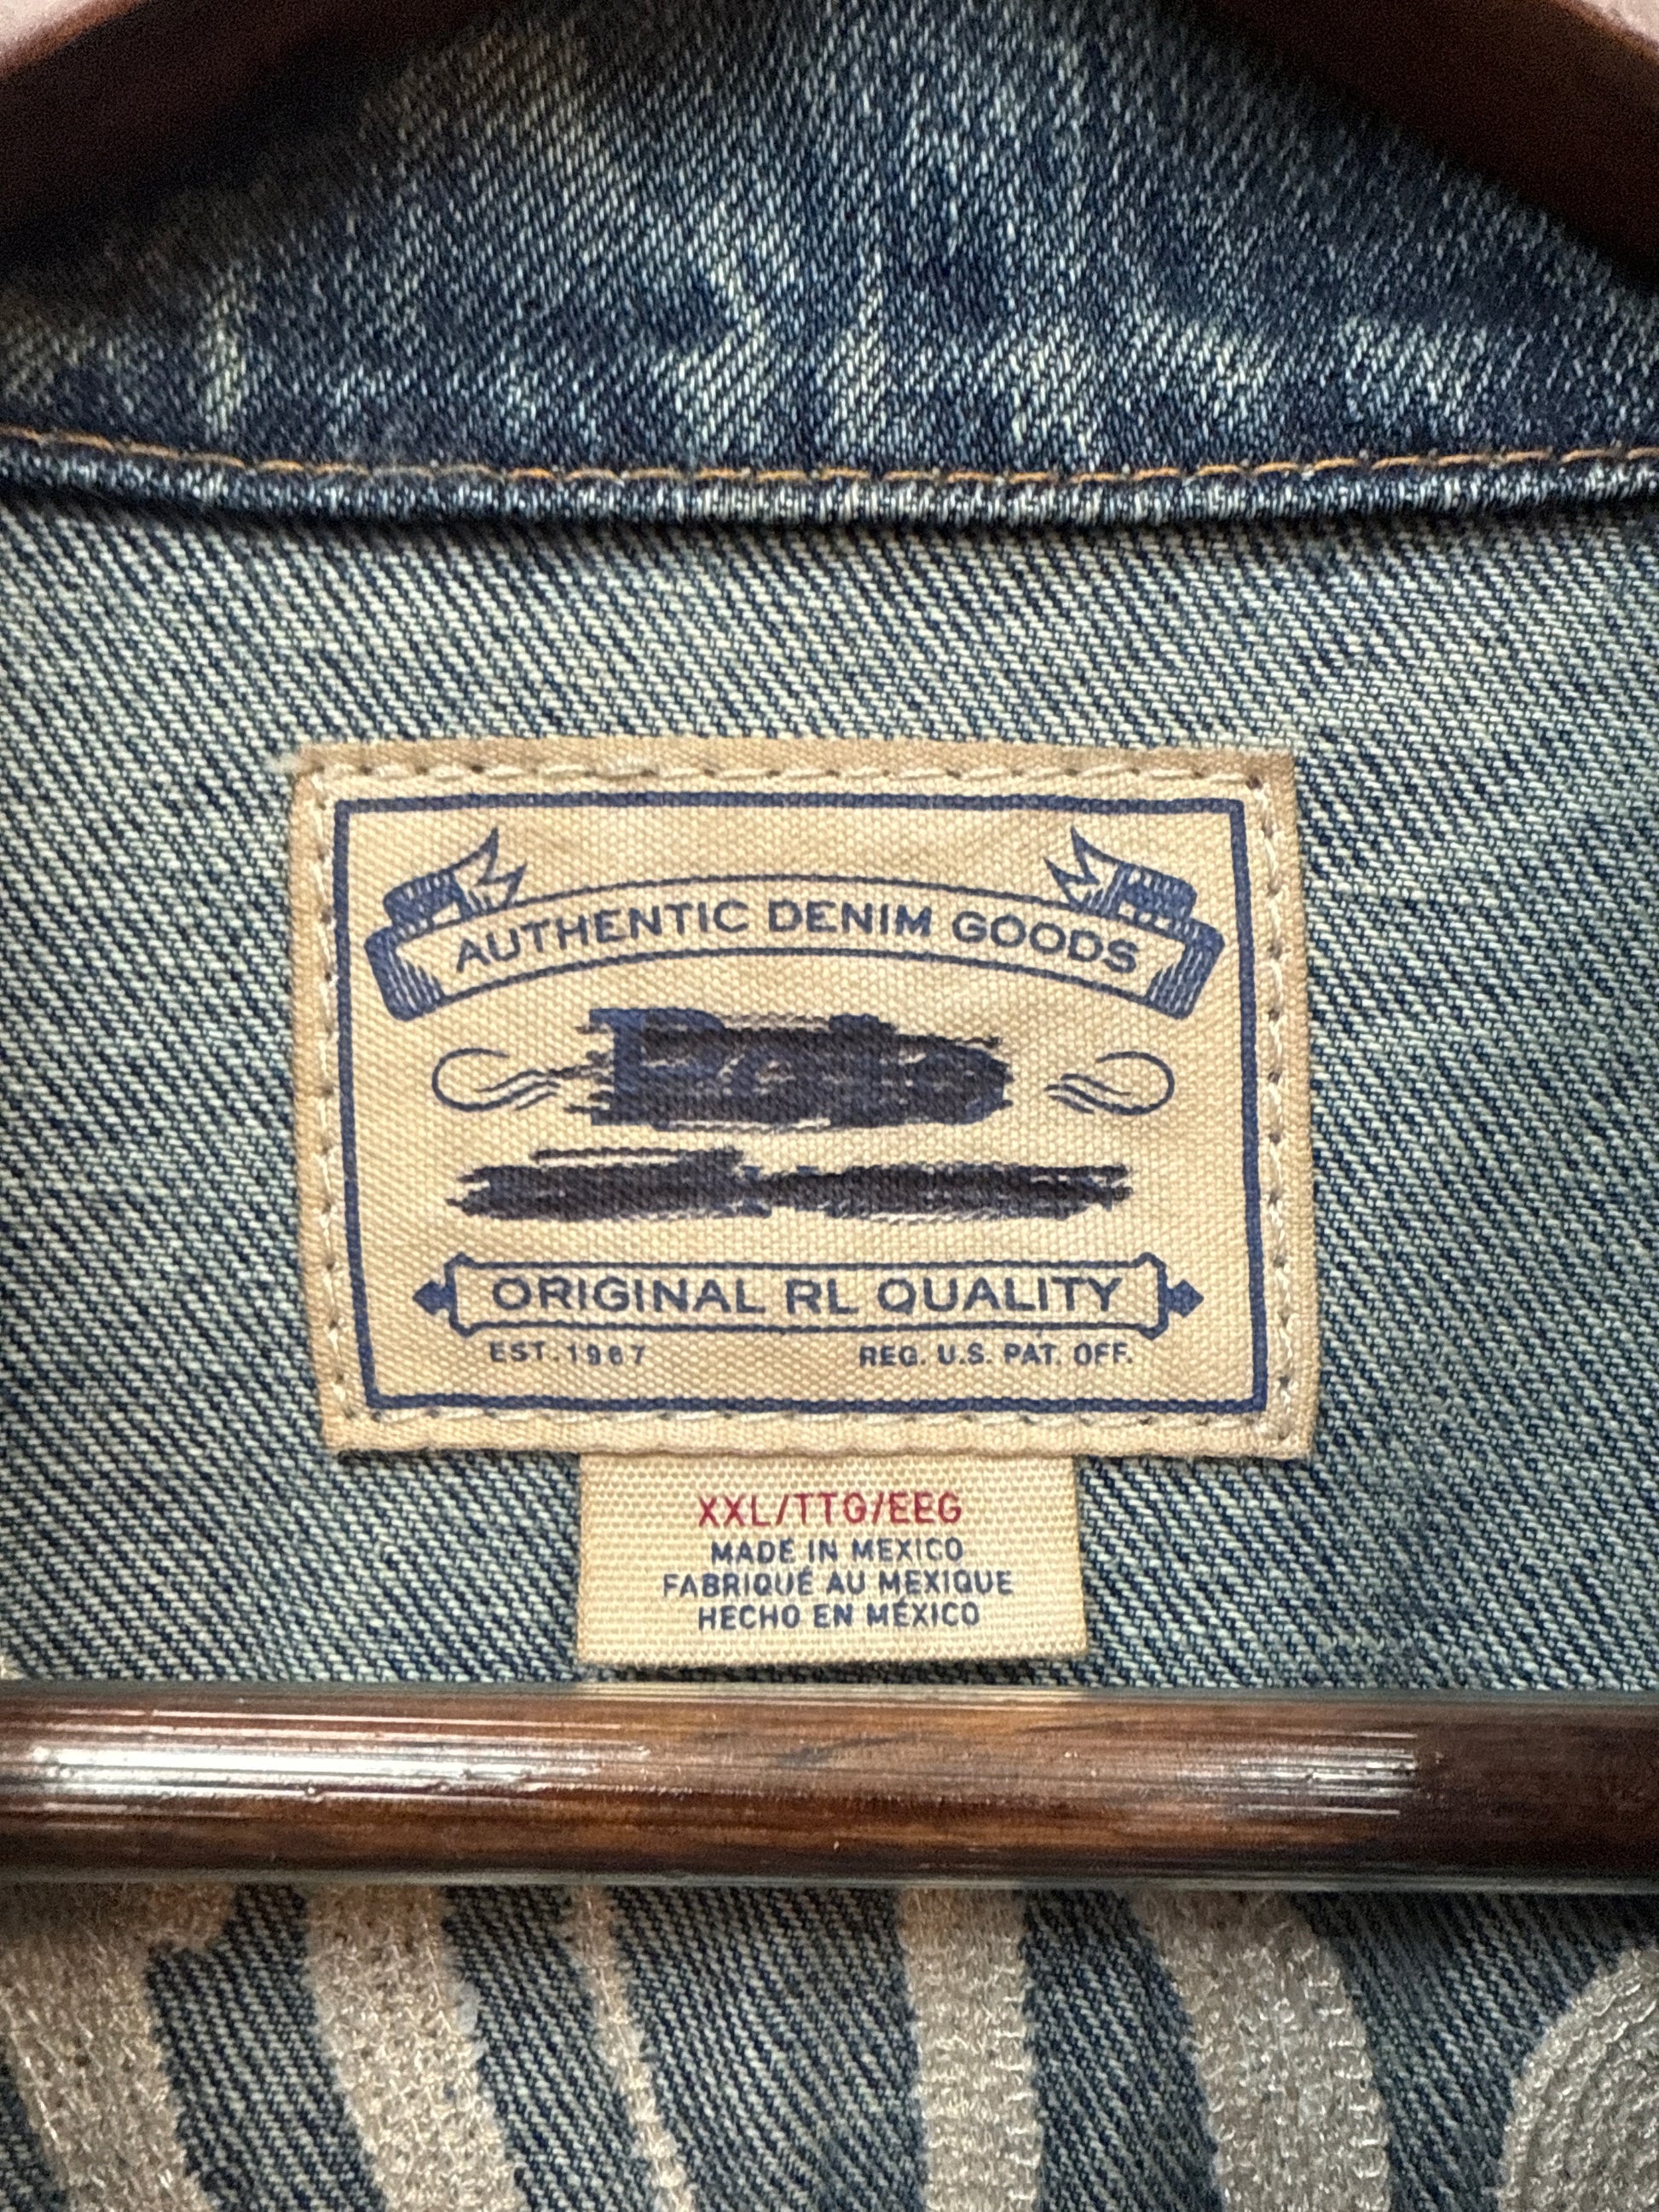 AUTHENTIC DENIM GOODS
ORIGINAL RL QUALITY
EST. 1967 REG. U.S. PAT. OFF.
XXL/TTG/EEG
MADE IN MEXICO
FABRIQUÉ AU MEXIQUE
HECHO EN MÉXICO